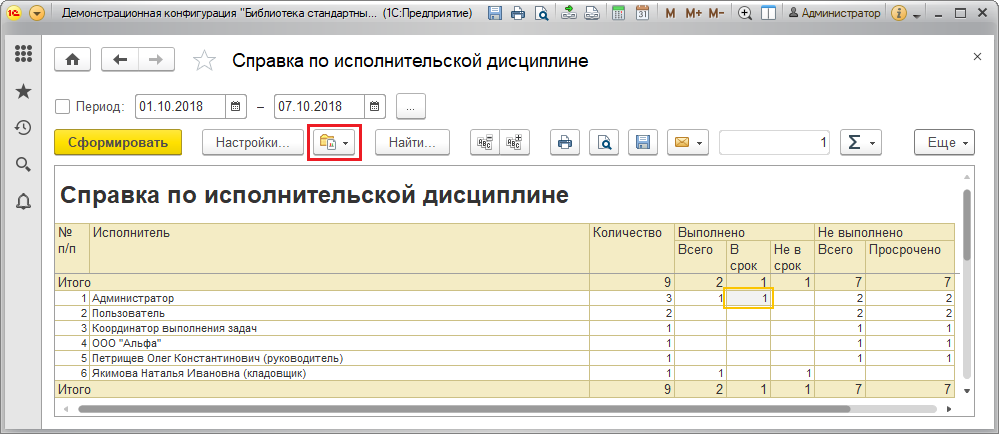 1С Демонстрационная конфигурация "Библиотека стандартны... (1С:Предприятие) 31 M M+ M- Администратор i
Справка по исполнительской дисциплине
Период: 01.10.2018 – 07.10.2018 ...
Сформировать Настройки... Найти... 1 Σ Еще
Справка по исполнительской дисциплине
№ п/п Исполнитель Количество Выполнено Не выполнено
Всего В срок Не в срок Всего Просрочено
Итого 9 2 1 1 7 7
1 Администратор 3 1 1 2 2
2 Пользователь 2 2 2
3 Координатор выполнения задач 1 1 1
4 ООО "Альфа" 1 1 1
5 Петрищев Олег Константинович (руководитель) 1 1 1
6 Якимова Наталья Ивановна (кладовщик) 1 1 1
Итого 9 2 1 1 7 7